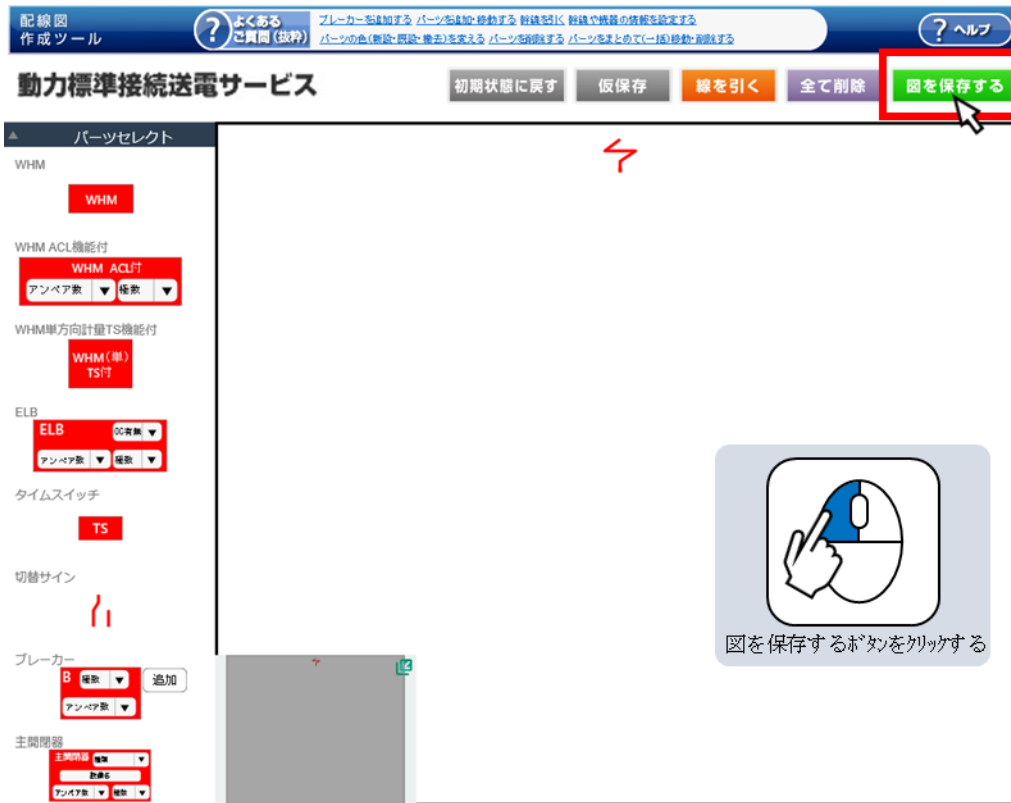 配線図
作成ツール
? よくある
ご質問(抜粋)
ブレーカーを追加する パーツを追加・移動する 幹線を引く 幹線や機器の情報を設定する
パーツの色(新設・既設・撤去)を変える パーツを削除する パーツをまとめて(一括)移動・削除する
? ヘルプ
動力標準接続送電サービス
初期状態に戻す
仮保存
線を引く
全て削除
図を保存する
パーツセレクト
WHM
WHM
WHM ACL機能付
WHM ACL付
アンペア数 ▼ 極数 ▼
WHM単方向計量TS機能付
WHM(単)
TS付
ELB
ELB OC有無 ▼
アンペア数 ▼ 極数 ▼
タイムスイッチ
TS
切替サイン
ブレーカー
B 極数 ▼ 追加
アンペア数 ▼
主開閉器
主開閉器 種類 ▼
アンペア数 ▼ 極数 ▼
図を保存するボタンをクリックする